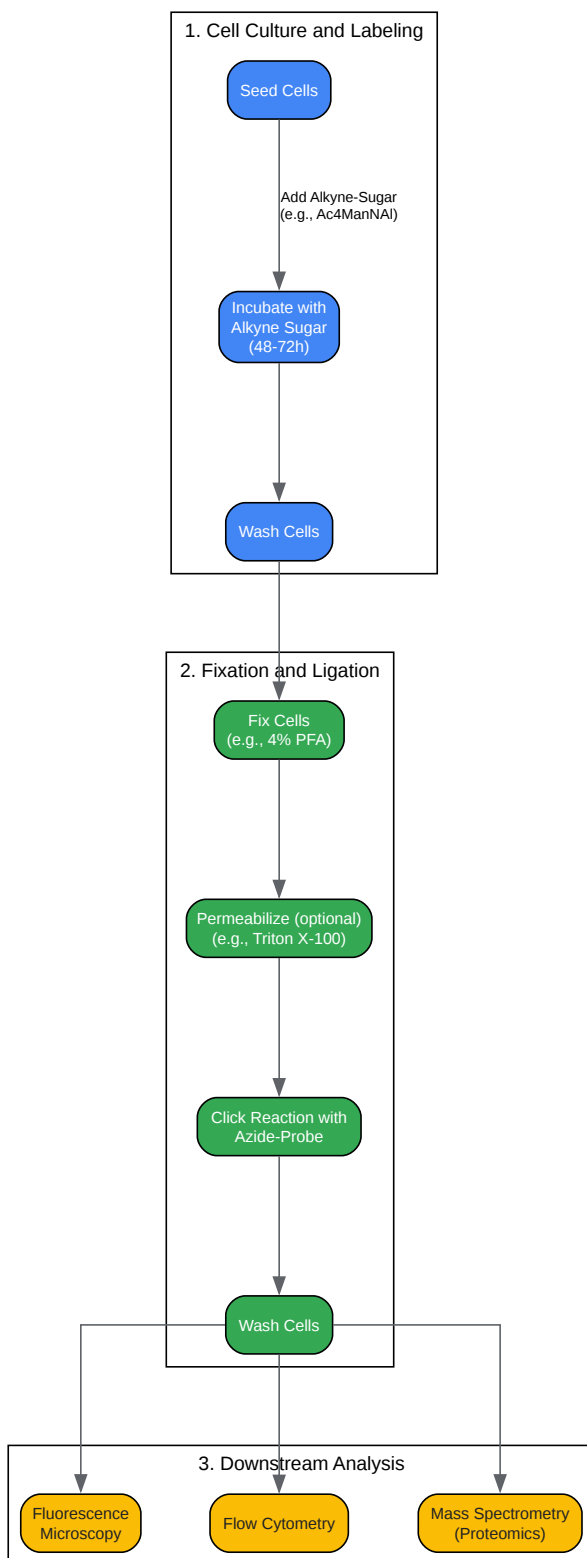 1. Cell Culture and Labeling
Seed Cells
Add Alkyne-Sugar
(e.g., Ac4ManNAl)
Incubate with
Alkyne Sugar
(48-72h)
Wash Cells
2. Fixation and Ligation
Fix Cells
(e.g., 4% PFA)
Permeabilize (optional)
(e.g., Triton X-100)
Click Reaction with
Azide-Probe
Wash Cells
3. Downstream Analysis
Fluorescence
Microscopy
Flow Cytometry
Mass Spectrometry
(Proteomics)